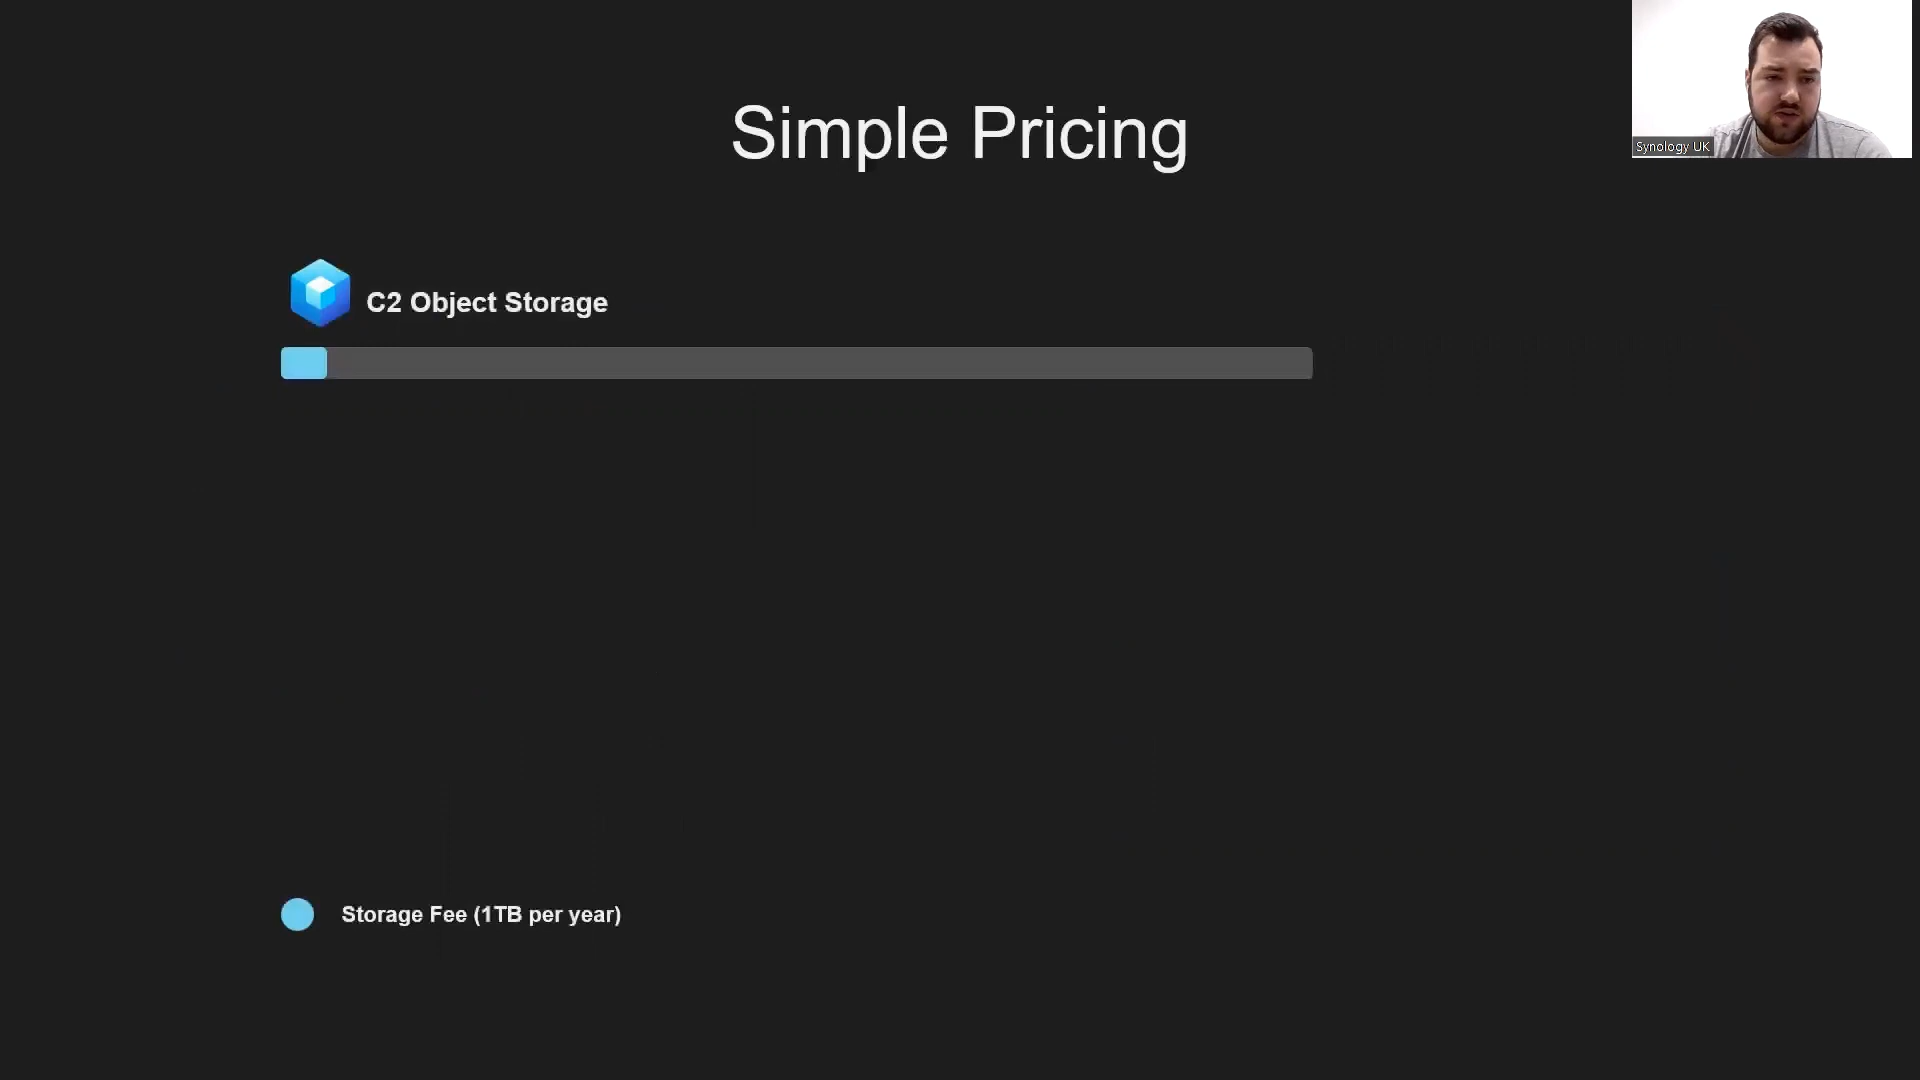 Simple Pricing
Synology UK
C2 Object Storage
Storage Fee (1TB per year)